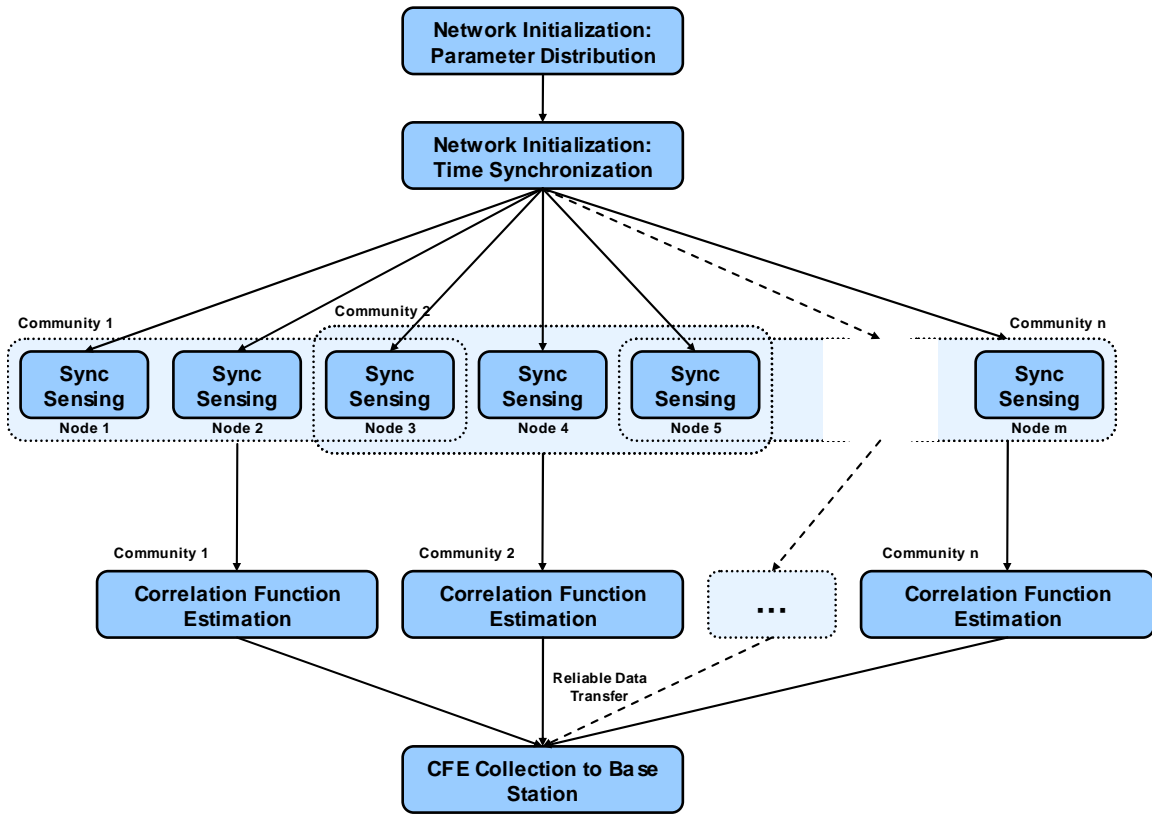 Network Initialization:
Parameter Distribution
Network Initialization:
Time Synchronization
Community 1
Community 2
Community n
Sync
Sensing
Node 1
Sync
Sensing
Node 2
Sync
Sensing
Node 3
Sync
Sensing
Node 4
Sync
Sensing
Node 5
Sync
Sensing
Node m
Community 1
Community 2
Community n
Correlation Function
Estimation
Correlation Function
Estimation
...
Correlation Function
Estimation
Reliable Data
Transfer
CFE Collection to Base
Station